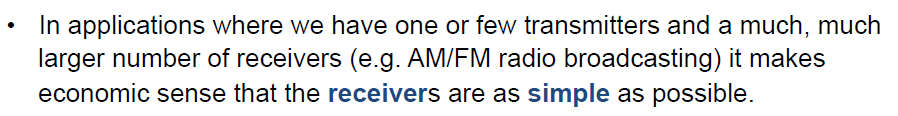 • In applications where we have one or few transmitters and a much, much
larger number of receivers (e.g. AM/FM radio broadcasting) it makes
economic sense that the receivers are as simple as possible.